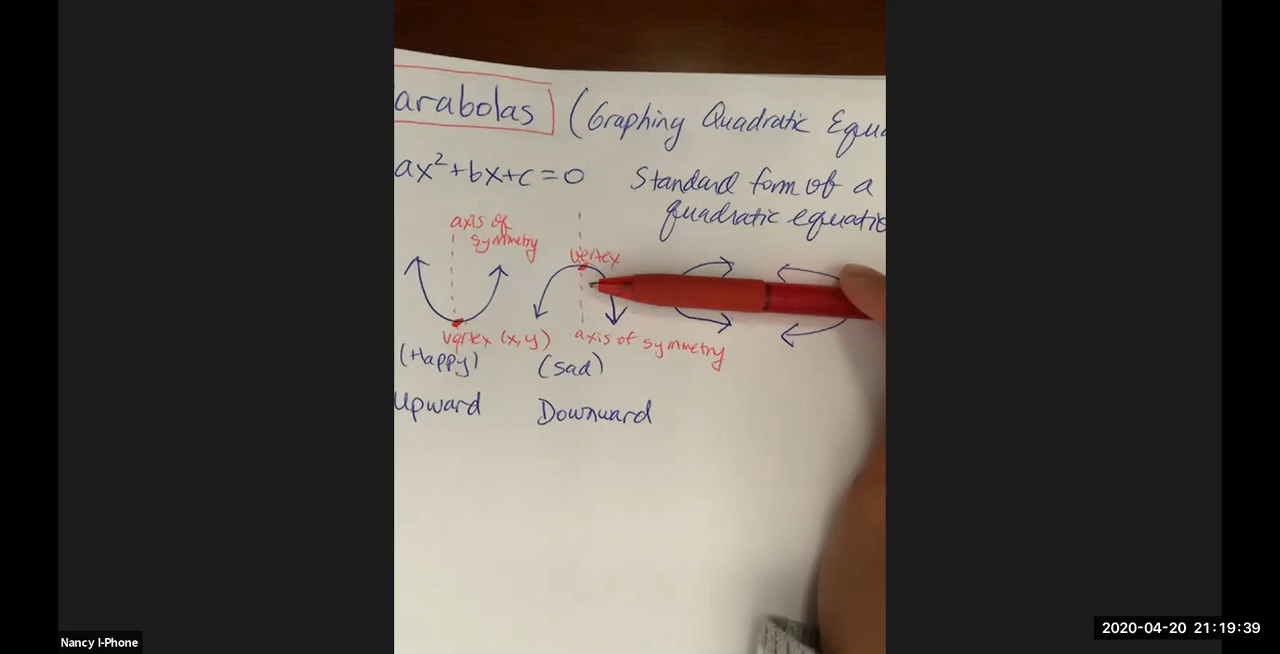 arabolas (Graphing Quadratic Equa
ax²+bx+c=0 Standard form of a
quadratic equatio
axis of
symmetry
vertex
vertex (x,y) axis of symmetry
(Happy) (Sad)
Upward Downward
Nancy I-Phone
2020-04-20 21:19:39